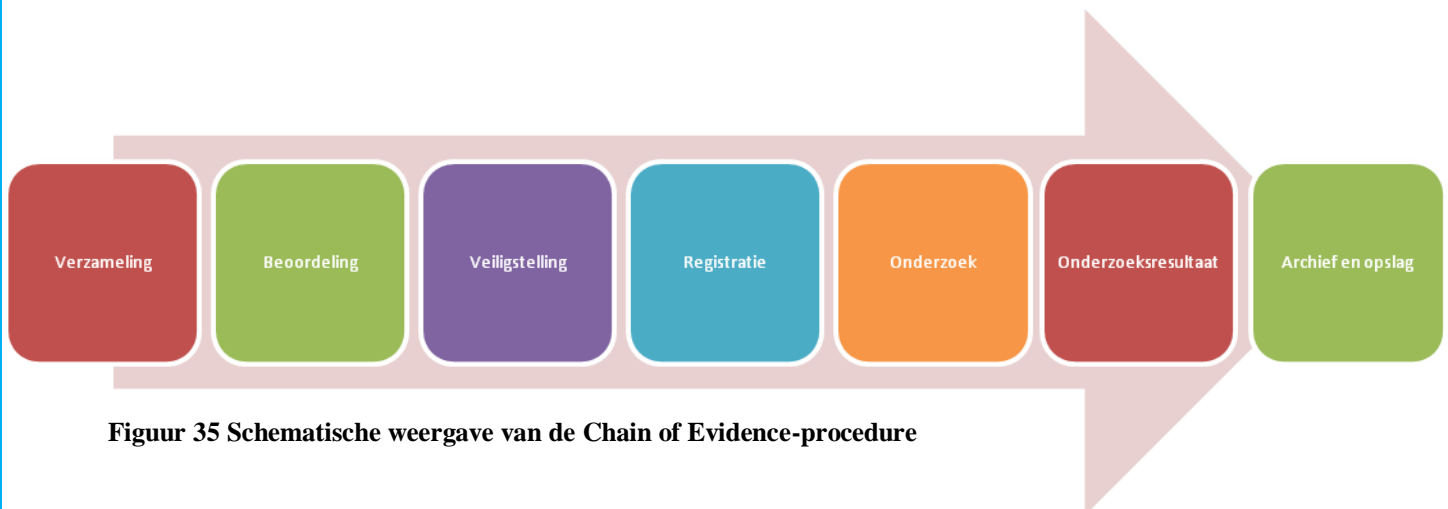 Verzameling
Beoordeling
Veiligstelling
Registratie
Onderzoek
Onderzoeksresultaat
Archief en opslag
Figuur 35 Schematische weergave van de Chain of Evidence-procedure